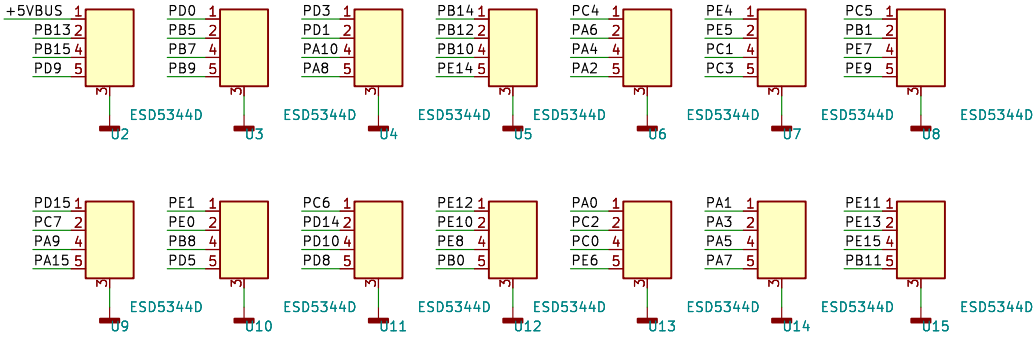 +5VBUS 1 PD0 1 PD3 1 PB14 1 PC4 1 PE4 1 PC5 1
PB13 2 PB5 2 PD1 2 PB12 2 PA6 2 PE5 2 PB1 2
PB15 4 PB7 4 PA10 4 PB10 4 PA4 4 PC1 4 PE7 4
PD9 5 PB9 5 PA8 5 PE14 5 PA2 5 PC3 5 PE9 5
3 3 3 3 3 3 3
ESD5344D ESD5344D ESD5344D ESD5344D ESD5344D ESD5344D ESD5344D
U2 U3 U4 U5 U6 U7 U8
PD15 1 PE1 1 PC6 1 PE12 1 PA0 1 PA1 1 PE11 1
PC7 2 PE0 2 PD14 2 PE10 2 PC2 2 PA3 2 PE13 2
PA9 4 PB8 4 PD10 4 PE8 4 PC0 4 PA5 4 PE15 4
PA15 5 PD5 5 PD8 5 PB0 5 PE6 5 PA7 5 PB11 5
3 3 3 3 3 3 3
ESD5344D ESD5344D ESD5344D ESD5344D ESD5344D ESD5344D ESD5344D
U9 U10 U11 U12 U13 U14 U15